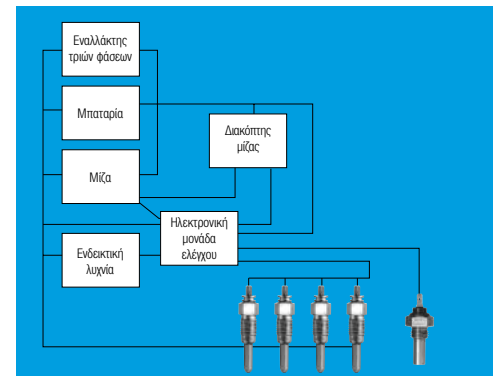 Εναλλάκτης
τριών φάσεων
Μπαταρία
Διακόπτης
μίζας
Μίζα
Ηλεκτρονική
μονάδα
ελέγχου
Ενδεικτική
λυχνία